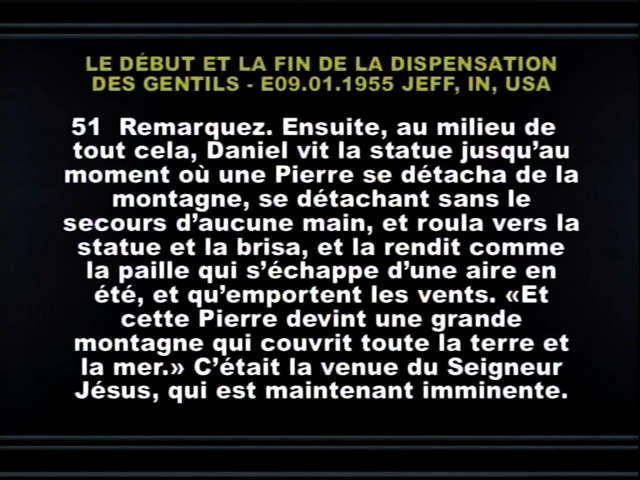 LE DÉBUT ET LA FIN DE LA DISPENSATION
DES GENTILS - E09.01.1955 JEFF, IN, USA
51 Remarquez. Ensuite, au milieu de
tout cela, Daniel vit la statue jusqu’au
moment où une Pierre se détacha de la
montagne, se détachant sans le
secours d’aucune main, et roula vers la
statue et la brisa, et la rendit comme
la paille qui s’échappe d’une aire en
été, et qu’emportent les vents. «Et
cette Pierre devint une grande
montagne qui couvrit toute la terre et
la mer.» C’était la venue du Seigneur
Jésus, qui est maintenant imminente.